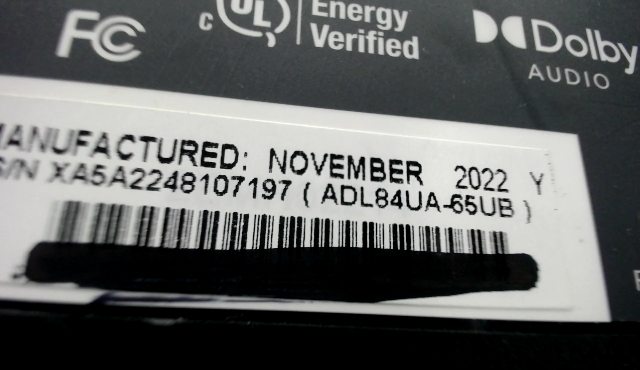 FC
C UL Energy
Verified
Dolby
AUDIO
MANUFACTURED: NOVEMBER 2022 Y
S/N XA5A2248107197 ( ADL84UA-65UB )